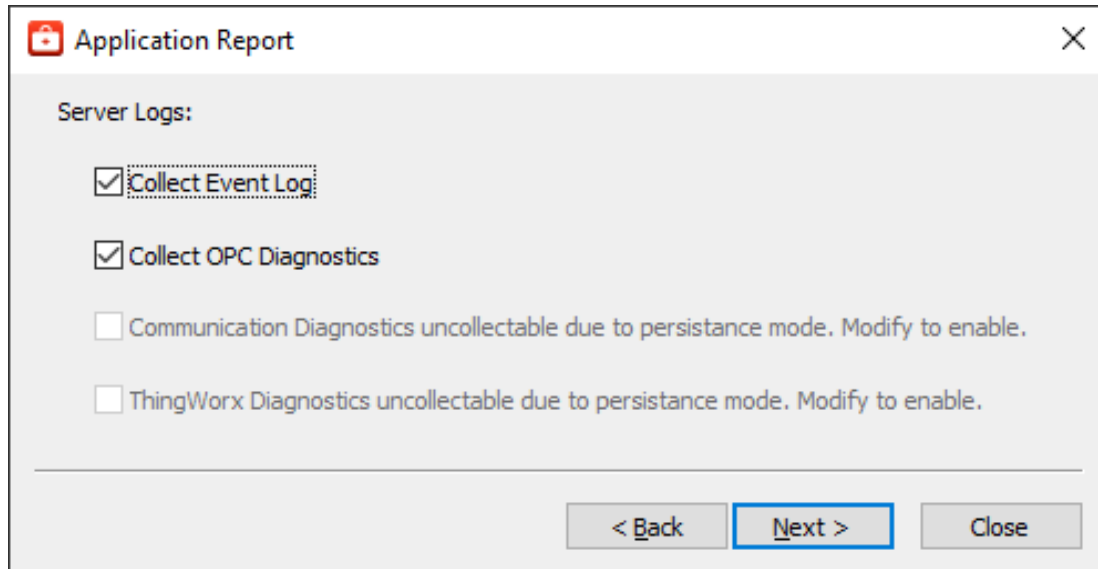 Application Report
Server Logs:
Collect Event Log
Collect OPC Diagnostics
Communication Diagnostics uncollectable due to persistance mode. Modify to enable.
ThingWorx Diagnostics uncollectable due to persistance mode. Modify to enable.
< Back Next > Close